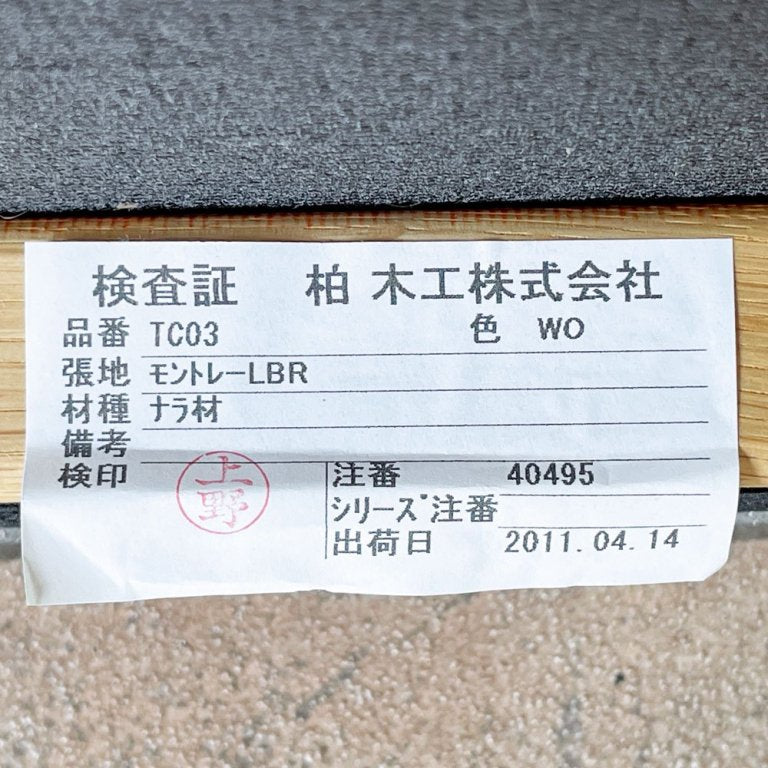 検査証 柏木工株式会社
品番 TC03 色 WO
張地 モントレーLBR
材種 ナラ材
備考
検印 上野
注番 40495
シリーズ注番
出荷日 2011.04.14